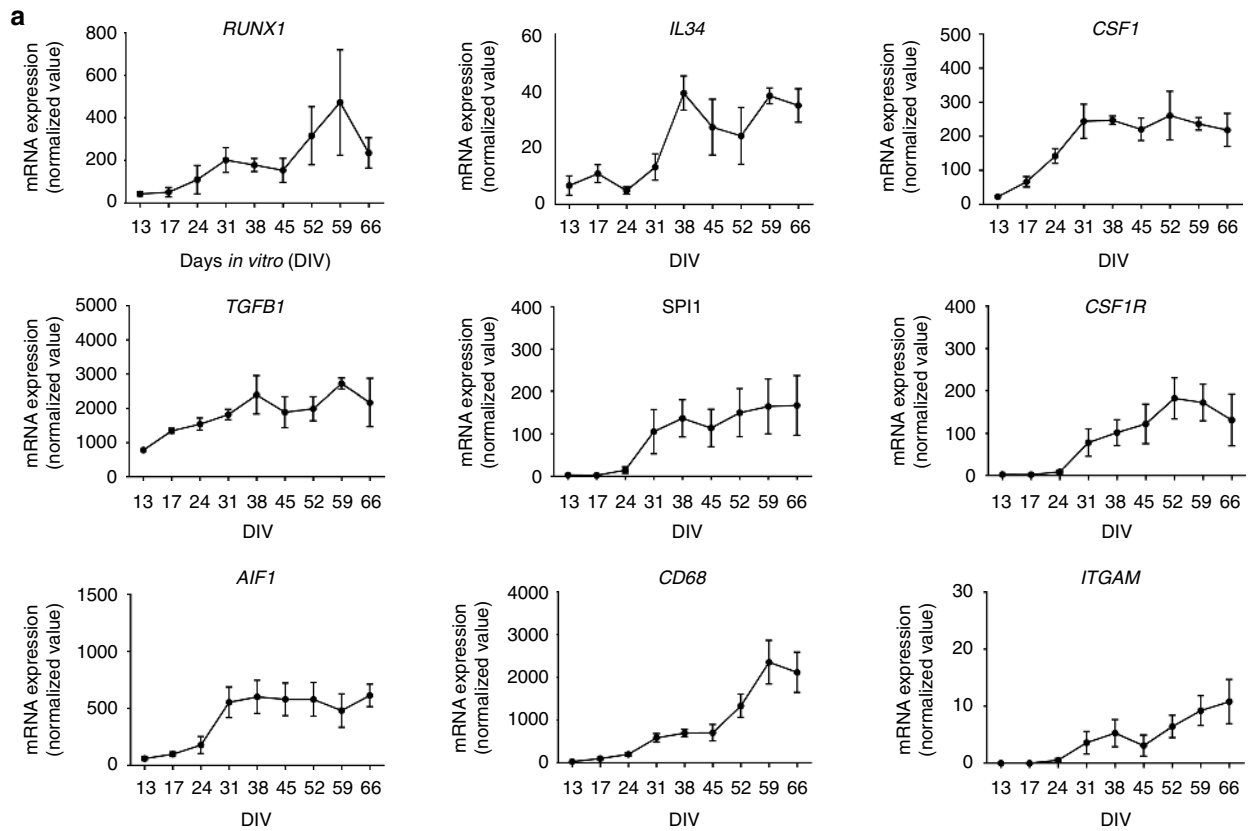 a
RUNX1
mRNA expression
(normalized value)
800
600
400
200
0
13 17 24 31 38 45 52 59 66
Days in vitro (DIV)
IL34
mRNA expression
(normalized value)
60
40
20
0
13 17 24 31 38 45 52 59 66
DIV
CSF1
mRNA expression
(normalized value)
500
400
300
200
100
0
13 17 24 31 38 45 52 59 66
DIV
TGFB1
mRNA expression
(normalized value)
5000
4000
3000
2000
1000
0
13 17 24 31 38 45 52 59 66
DIV
SPI1
mRNA expression
(normalized value)
400
300
200
100
0
13 17 24 31 38 45 52 59 66
DIV
CSF1R
mRNA expression
(normalized value)
400
300
200
100
0
13 17 24 31 38 45 52 59 66
DIV
AIF1
mRNA expression
(normalized value)
1500
1000
500
0
13 17 24 31 38 45 52 59 66
DIV
CD68
mRNA expression
(normalized value)
4000
3000
2000
1000
0
13 17 24 31 38 45 52 59 66
DIV
ITGAM
mRNA expression
(normalized value)
30
20
10
0
13 17 24 31 38 45 52 59 66
DIV